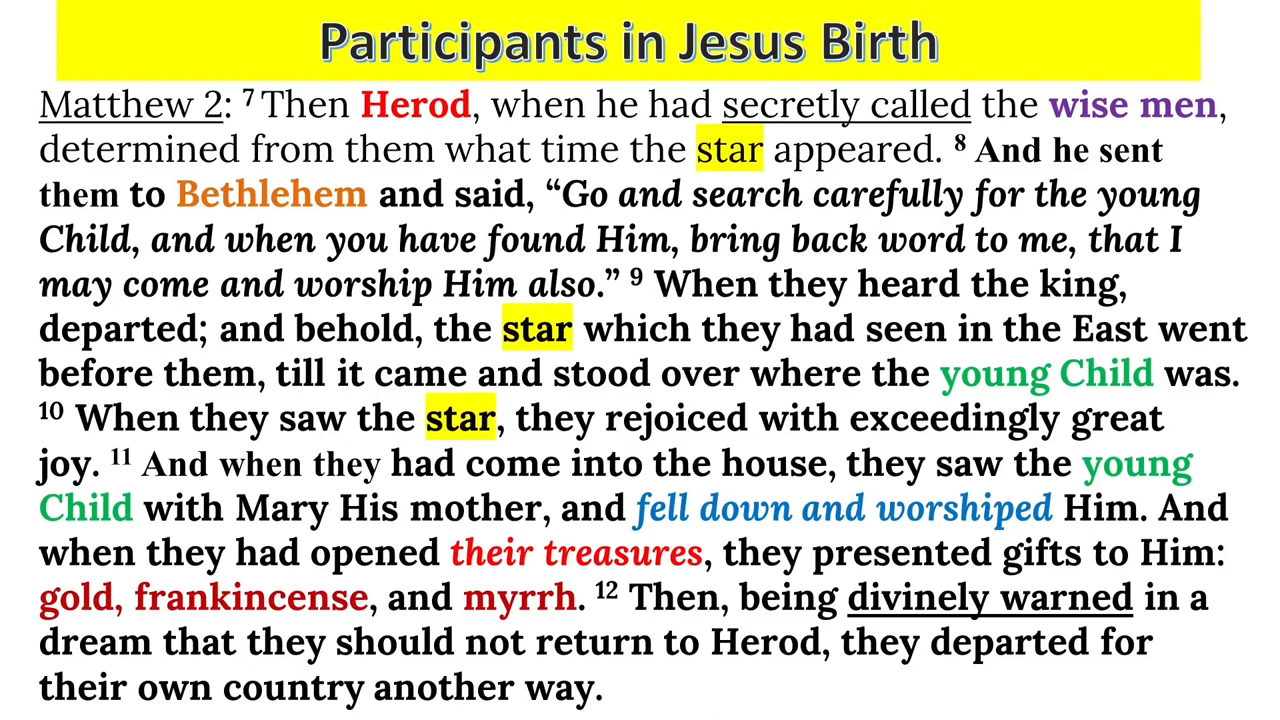 Participants in Jesus Birth
Matthew 2: 7 Then Herod, when he had secretly called the wise men,
determined from them what time the star appeared. 8 And he sent
them to Bethlehem and said, “Go and search carefully for the young
Child, and when you have found Him, bring back word to me, that I
may come and worship Him also.” 9 When they heard the king,
departed; and behold, the star which they had seen in the East went
before them, till it came and stood over where the young Child was.
10 When they saw the star, they rejoiced with exceedingly great
joy. 11 And when they had come into the house, they saw the young
Child with Mary His mother, and fell down and worshiped Him. And
when they had opened their treasures, they presented gifts to Him:
gold, frankincense, and myrrh. 12 Then, being divinely warned in a
dream that they should not return to Herod, they departed for
their own country another way.